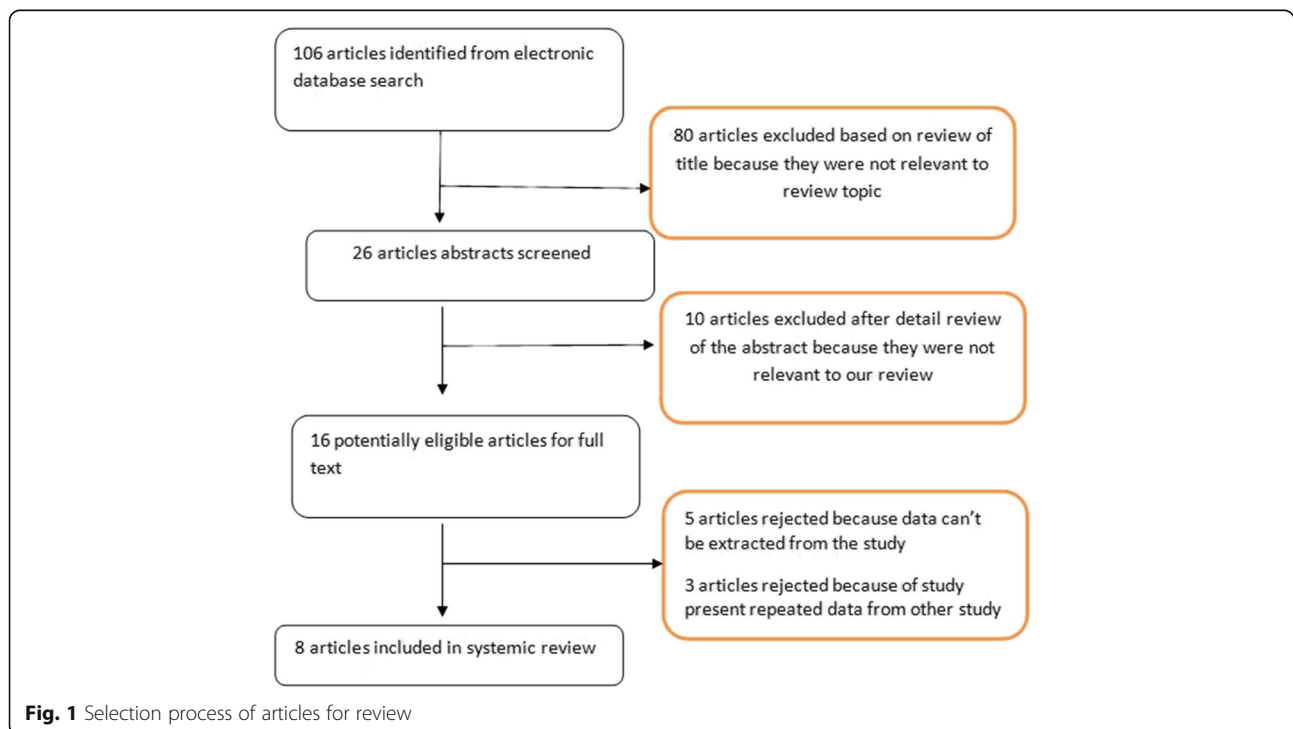 106 articles identified from electronic
database search
80 articles excluded based on review of
title because they were not relevant to
review topic
26 articles abstracts screened
10 articles excluded after detail review
of the abstract because they were not
relevant to our review
16 potentially eligible articles for full
text
5 articles rejected because data can't
be extracted from the study
3 articles rejected because of study
present repeated data from other study
8 articles included in systemic review
Fig. 1 Selection process of articles for review